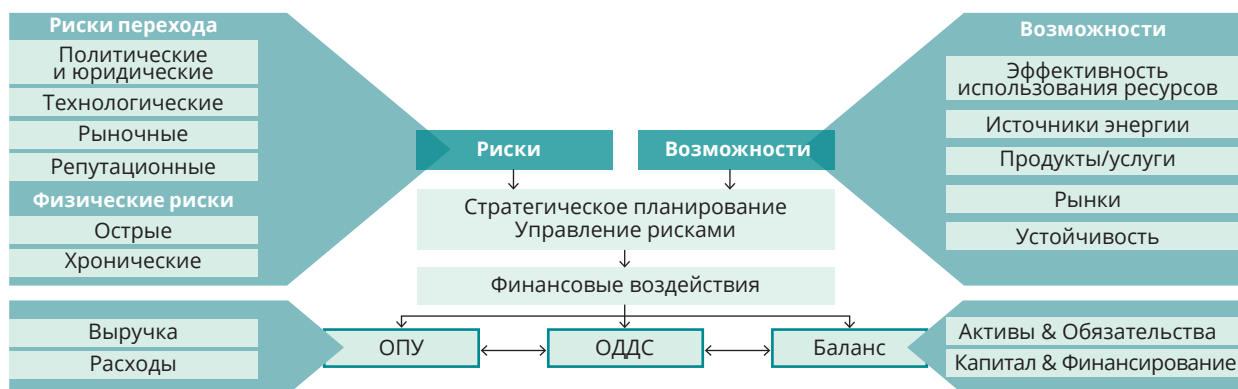 Риски перехода
Политические
и юридические
Технологические
Рыночные
Репутационные
Физические риски
Острые
Хронические
Риски
Возможности
Стратегическое планирование
Управление рисками
Финансовые воздействия
Возможности
Эффективность
использования ресурсов
Источники энергии
Продукты/услуги
Рынки
Устойчивость
Выручка
Расходы
ОПУ
ОДДС
Баланс
Активы & Обязательства
Капитал & Финансирование